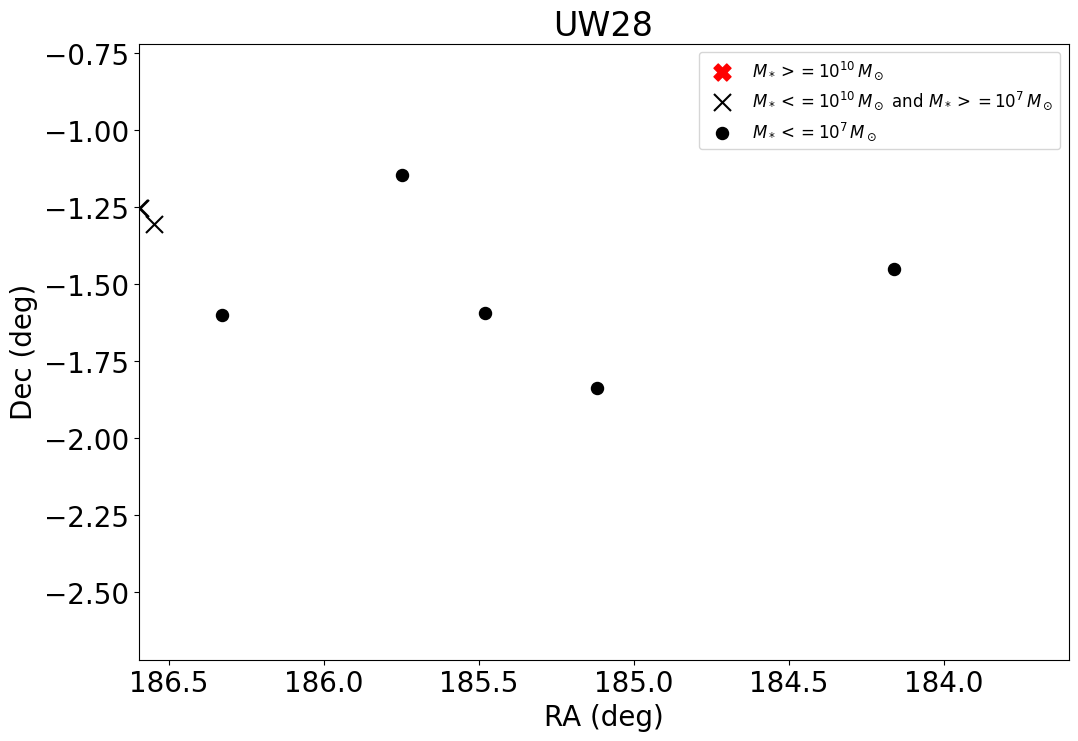 UW28
−0.75
−1.00
−1.25
−1.50
−1.75
−2.00
−2.25
−2.50
Dec (deg)
M* >= 10^10 M⊙
M* <= 10^10 M⊙ and M* >= 10^7 M⊙
M* <= 10^7 M⊙
186.5 186.0 185.5 185.0 184.5 184.0
RA (deg)